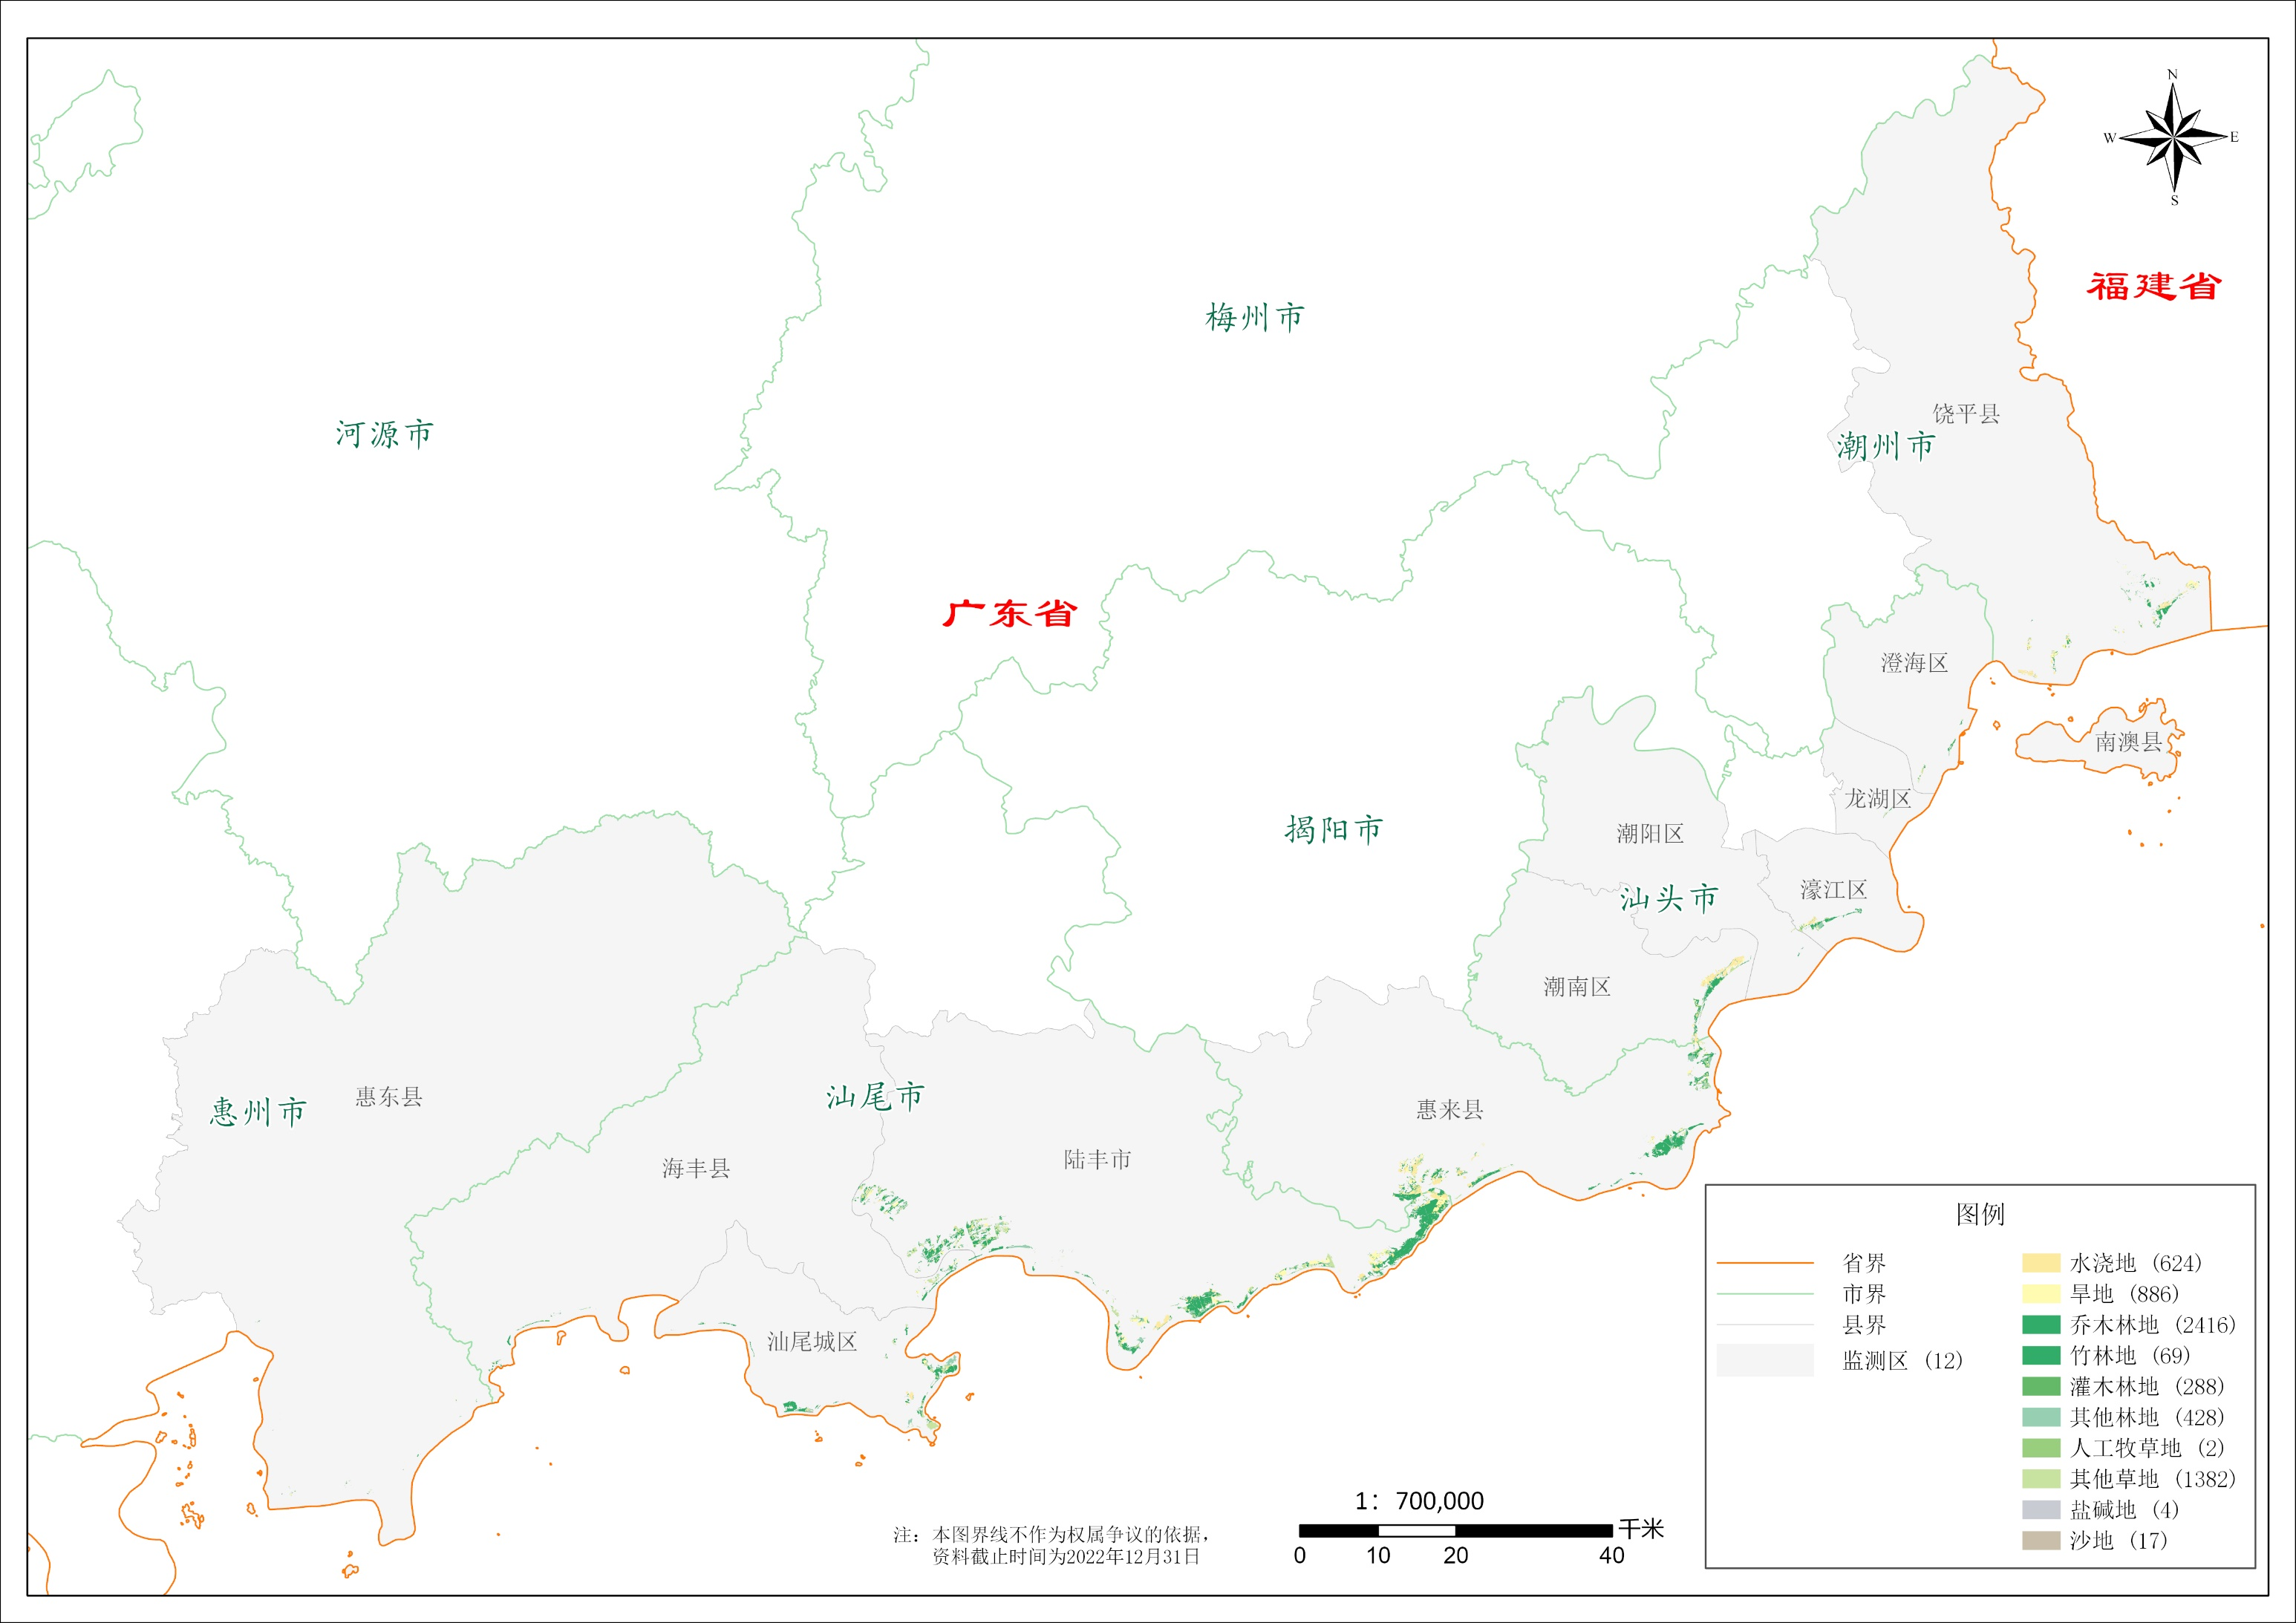 N
W
E
S
福建省
梅州市
饶平县
河源市
潮州市
广东省
澄海区
南澳县
龙湖区
揭阳市
潮阳区
濠江区
汕头市
潮南区
惠州市
惠东县
汕尾市
惠来县
陆丰市
海丰县
汕尾城区
图例
省界
市界
县界
监测区 (12)
水浇地 (624)
旱地 (886)
乔木林地 (2416)
竹林地 (69)
灌木林地 (288)
其他林地 (428)
人工牧草地 (2)
其他草地 (1382)
盐碱地 (4)
沙地 (17)
1：700,000
千米
0 10 20 40
注：本图界线不作为权属争议的依据，
资料截止时间为2022年12月31日